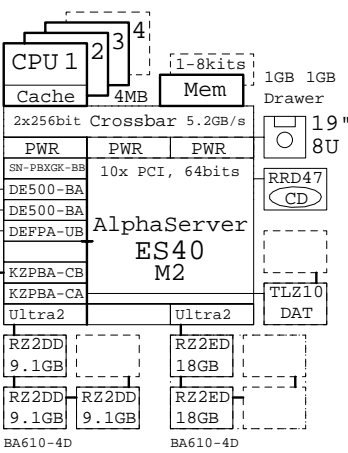 4
3
2
CPU 1
Cache
4MB
1-8kits
Mem
1GB 1GB
Drawer
2x256bit Crossbar 5.2GB/s
19"
8U
PWR PWR PWR
SN-PBXGK-BB
10x PCI, 64bits
DE500-BA
DE500-BA
DEFPA-UB
AlphaServer
ES40
M2
RRD47
CD
KZPBA-CB
KZPBA-CA
TLZ10
DAT
Ultra2 Ultra2
RZ2DD
9.1GB
RZ2ED
18GB
RZ2DD
9.1GB
RZ2DD
9.1GB
RZ2ED
18GB
BA610-4D BA610-4D